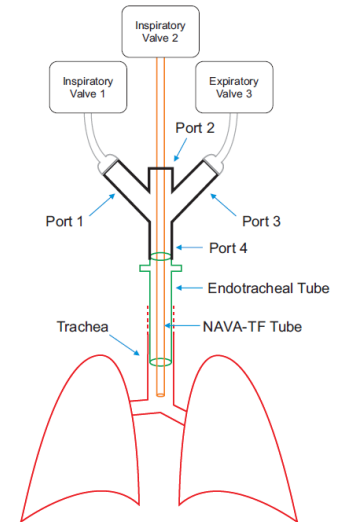 Inspiratory
Valve 2
Inspiratory
Valve 1
Expiratory
Valve 3
Port 2
Port 1
Port 3
Port 4
Endotracheal Tube
Trachea
NAVA-TF Tube